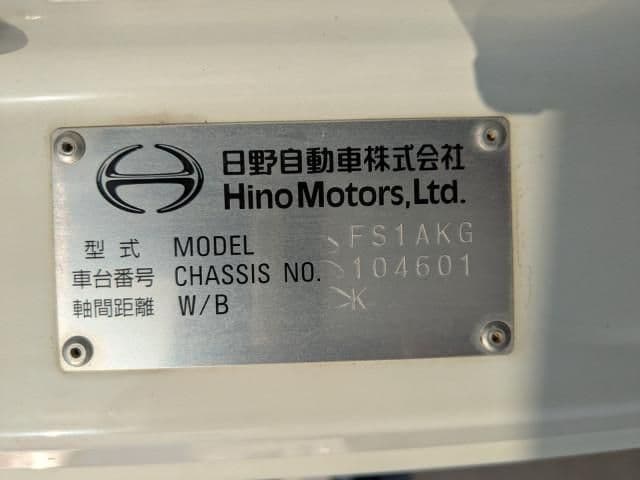 日野自動車株式会社
Hino Motors, Ltd.
型式 MODEL FS1AKG
車台番号 CHASSIS NO. 104601
軸間距離 W/B K